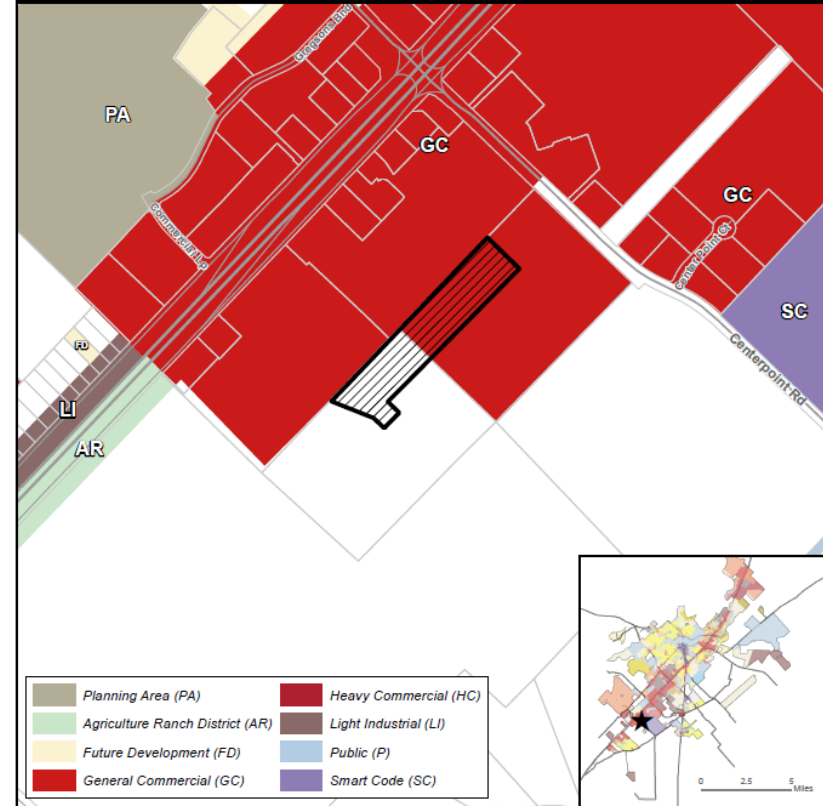 Gregsons Bnd
PA
GC
GC
Commercial Lp
Center Point Ct
SC
FD
Centerpoint Rd
LI
AR
Planning Area (PA)
Heavy Commercial (HC)
Agriculture Ranch District (AR)
Light Industrial (LI)
Future Development (FD)
Public (P)
General Commercial (GC)
Smart Code (SC)
0 2.5 5
Miles